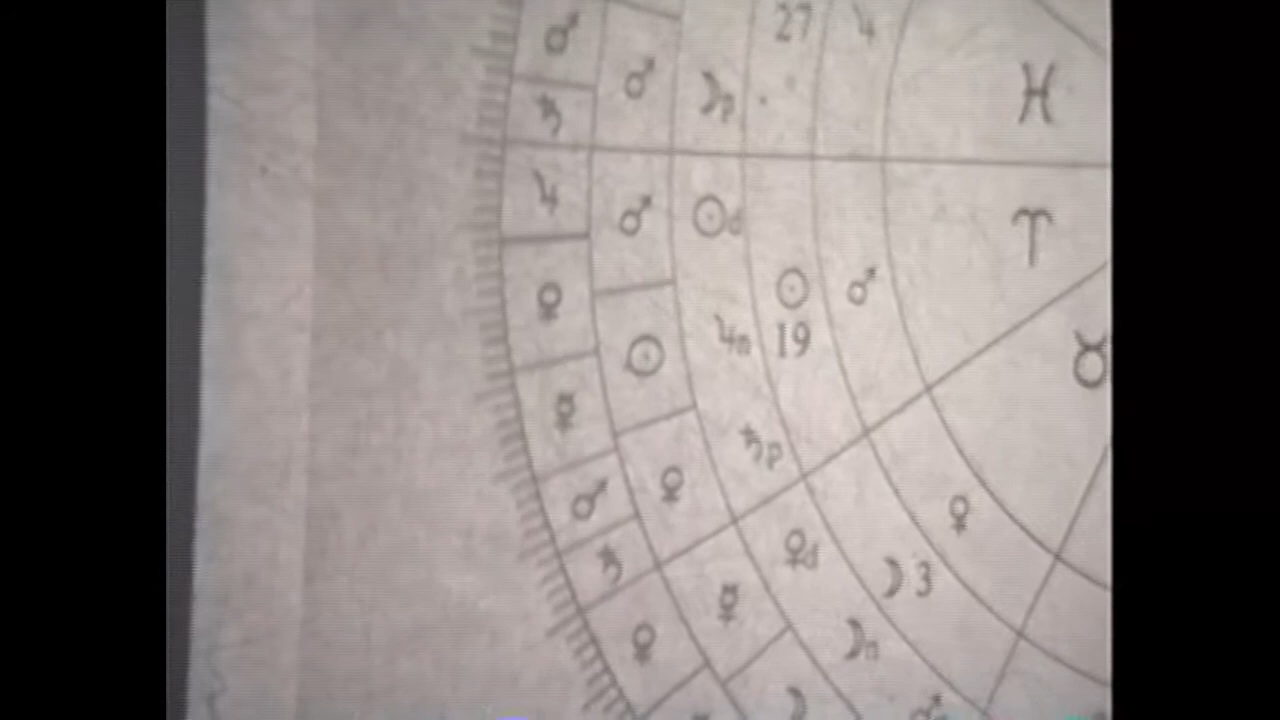 ♂ 27 ♃
♂ ♓
☽p
♄
♃ ♂ ☉d ♈
♀ ☉ ♂
☉ ♃n 19 ♉
☿
♄p
♂ ♀ ♀
♄ ♀d ☽ 3
☿
♀ ☽n
☽ ♂